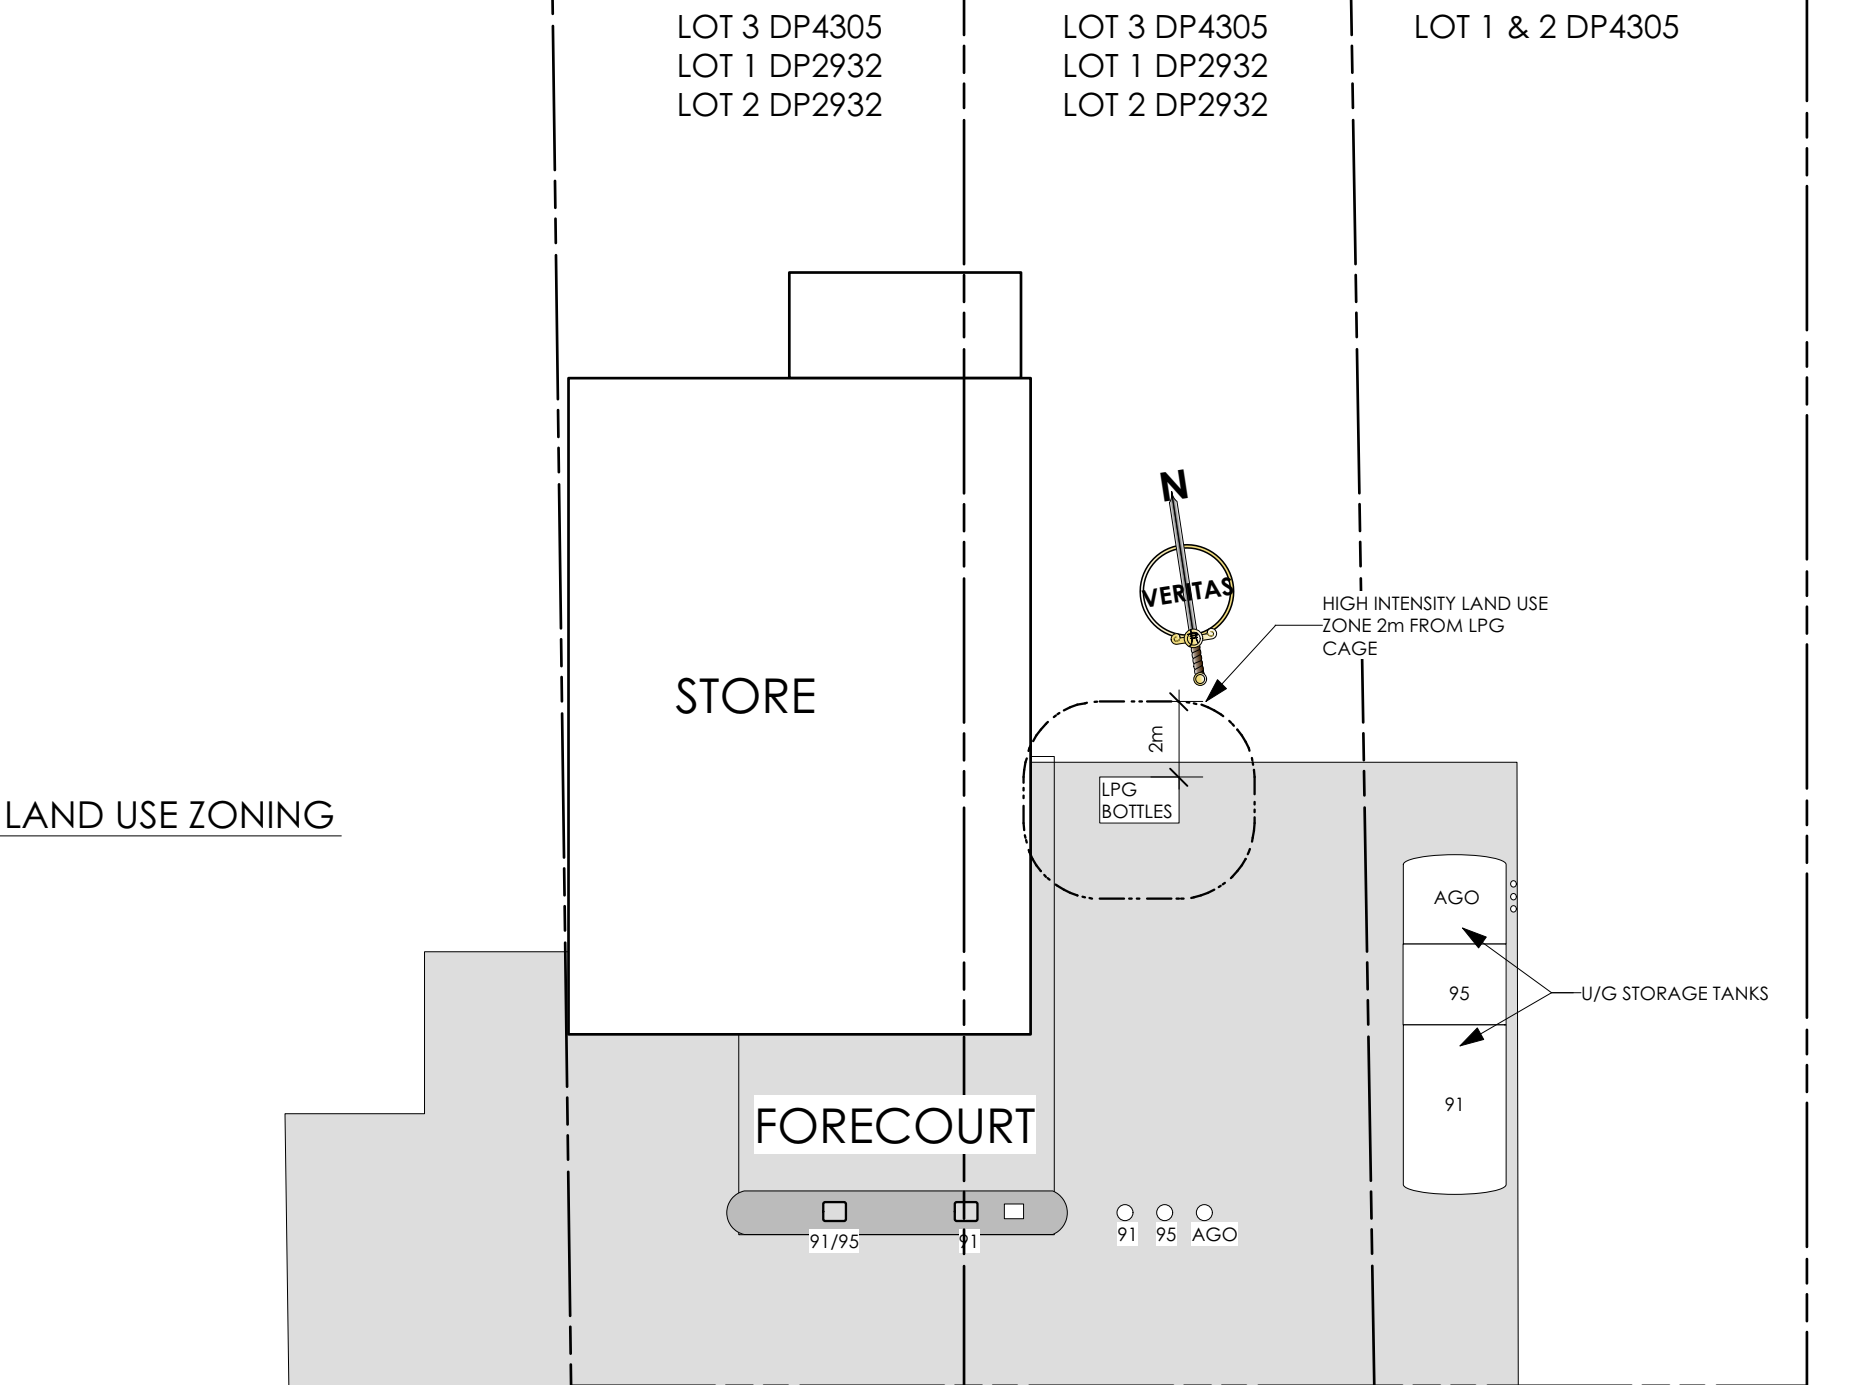 LOT 3 DP4305
LOT 1 DP2932
LOT 2 DP2932
LOT 3 DP4305
LOT 1 DP2932
LOT 2 DP2932
LOT 1 & 2 DP4305
N
VERITAS
HIGH INTENSITY LAND USE
ZONE 2m FROM LPG
CAGE
STORE
2m
LPG
BOTTLES
LAND USE ZONING
AGO
95
U/G STORAGE TANKS
91
FORECOURT
91/95
91
91
95
AGO